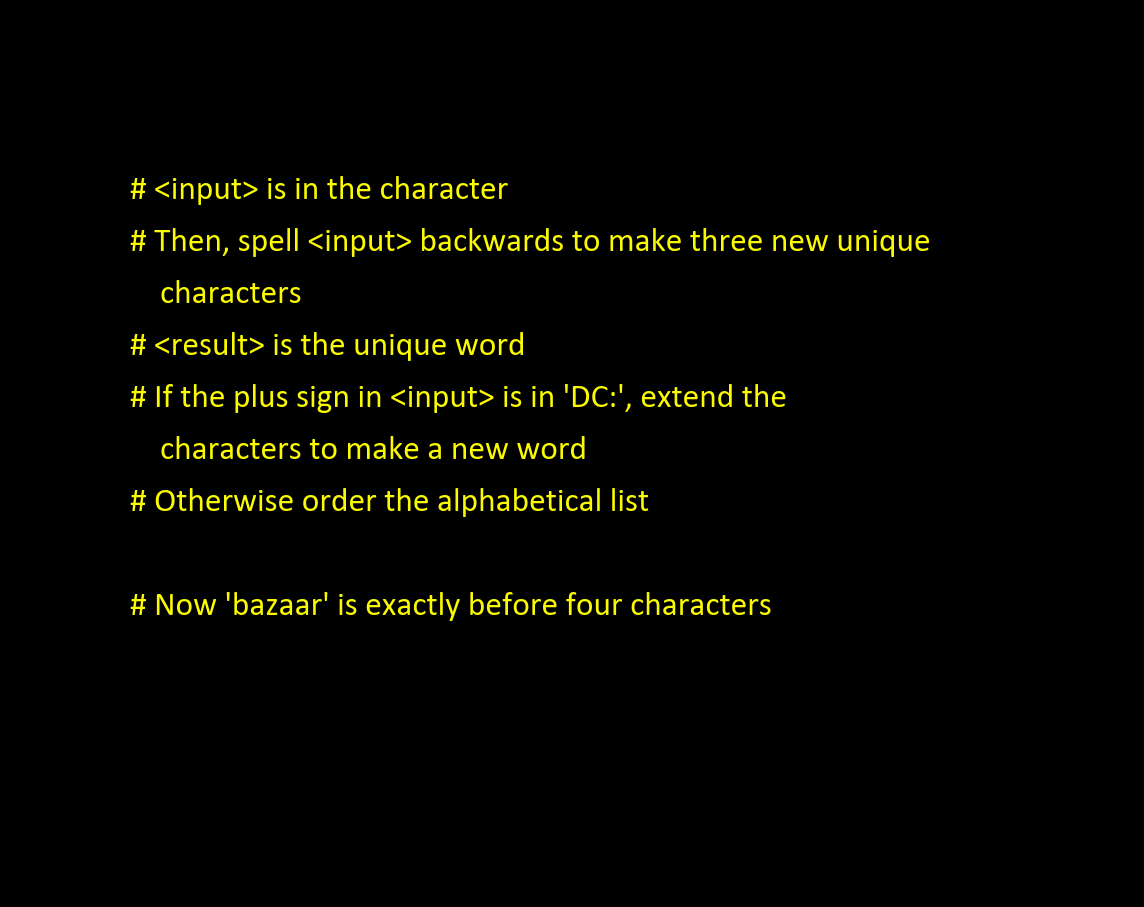 # <input> is in the character
# Then, spell <input> backwards to make three new unique
characters
# <result> is the unique word
# If the plus sign in <input> is in 'DC:', extend the
characters to make a new word
# Otherwise order the alphabetical list
# Now 'bazaar' is exactly before four characters